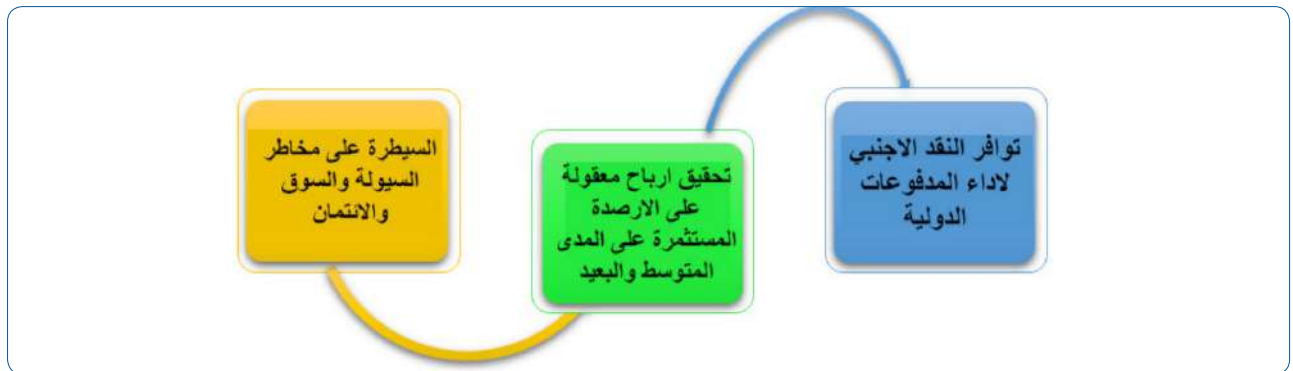 توافر النقد الاجنبي
لاداء المدفوعات
الدولية
تحقيق ارباح معقولة
على الارصدة
المستثمرة على المدى
المتوسط والبعيد
السيطرة على مخاطر
السيولة والسوق
والائتمان